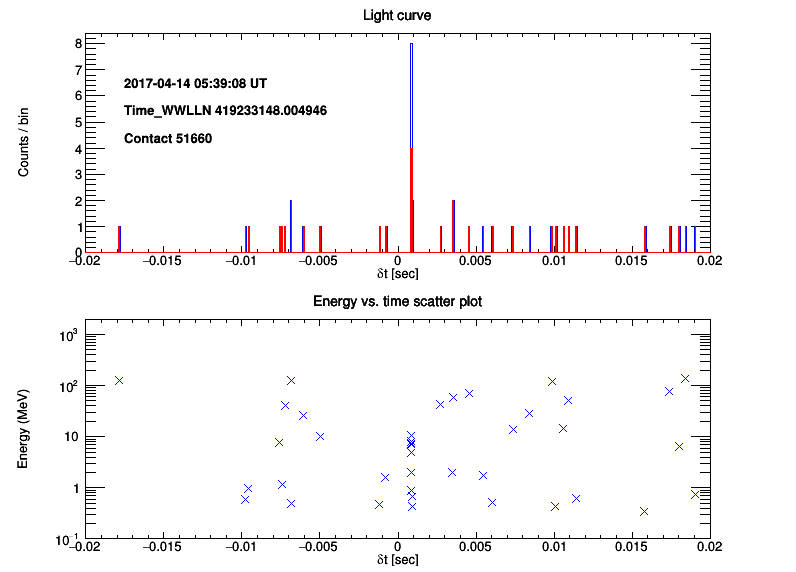 Light curve
8
7
6
5
4
3
2
1
0
Counts / bin
2017-04-14 05:39:08 UT
Time_WWLLN 419233148.004946
Contact 51660
−0.02 −0.015 −0.01 −0.005 0 0.005 0.01 0.015 0.02
δt [sec]
Energy vs. time scatter plot
10³
10²
10
1
10⁻¹
Energy (MeV)
−0.02 −0.015 −0.01 −0.005 0 0.005 0.01 0.015 0.02
δt [sec]